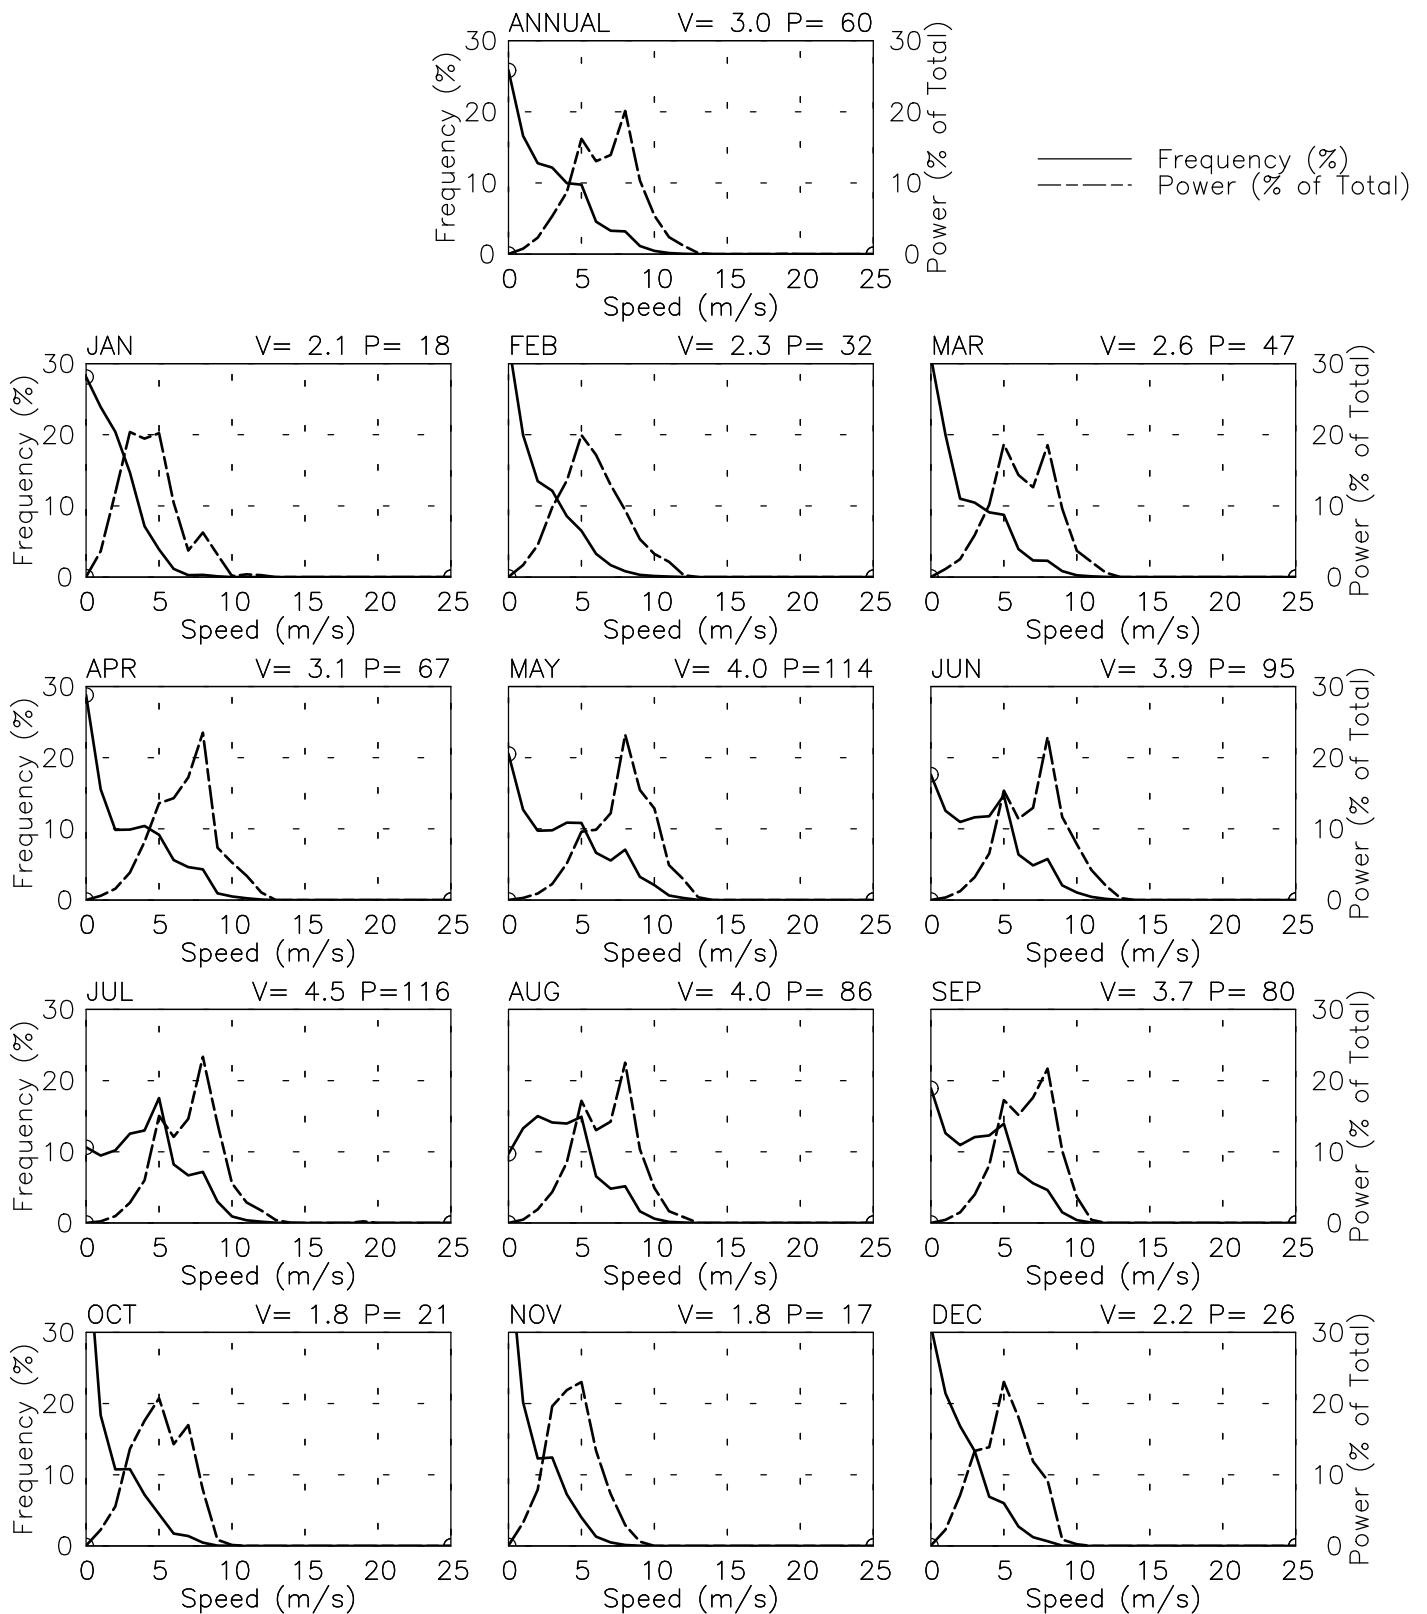 ANNUAL V= 3.0 P= 60
30 30
20 20
10 10
0 0
Frequency (%)
Power (% of Total)
0 5 10 15 20 25
Speed (m/s)
Frequency (%)
Power (% of Total)
JAN V= 2.1 P= 18
30
20
10
0
Frequency (%)
0 5 10 15 20 25
Speed (m/s)
FEB V= 2.3 P= 32
0 5 10 15 20 25
Speed (m/s)
MAR V= 2.6 P= 47
30
20
10
0
Power (% of Total)
0 5 10 15 20 25
Speed (m/s)
APR V= 3.1 P= 67
30
20
10
0
Frequency (%)
0 5 10 15 20 25
Speed (m/s)
MAY V= 4.0 P=114
0 5 10 15 20 25
Speed (m/s)
JUN V= 3.9 P= 95
30
20
10
0
Power (% of Total)
0 5 10 15 20 25
Speed (m/s)
JUL V= 4.5 P=116
30
20
10
0
Frequency (%)
0 5 10 15 20 25
Speed (m/s)
AUG V= 4.0 P= 86
0 5 10 15 20 25
Speed (m/s)
SEP V= 3.7 P= 80
30
20
10
0
Power (% of Total)
0 5 10 15 20 25
Speed (m/s)
OCT V= 1.8 P= 21
30
20
10
0
Frequency (%)
0 5 10 15 20 25
Speed (m/s)
NOV V= 1.8 P= 17
0 5 10 15 20 25
Speed (m/s)
DEC V= 2.2 P= 26
30
20
10
0
Power (% of Total)
0 5 10 15 20 25
Speed (m/s)